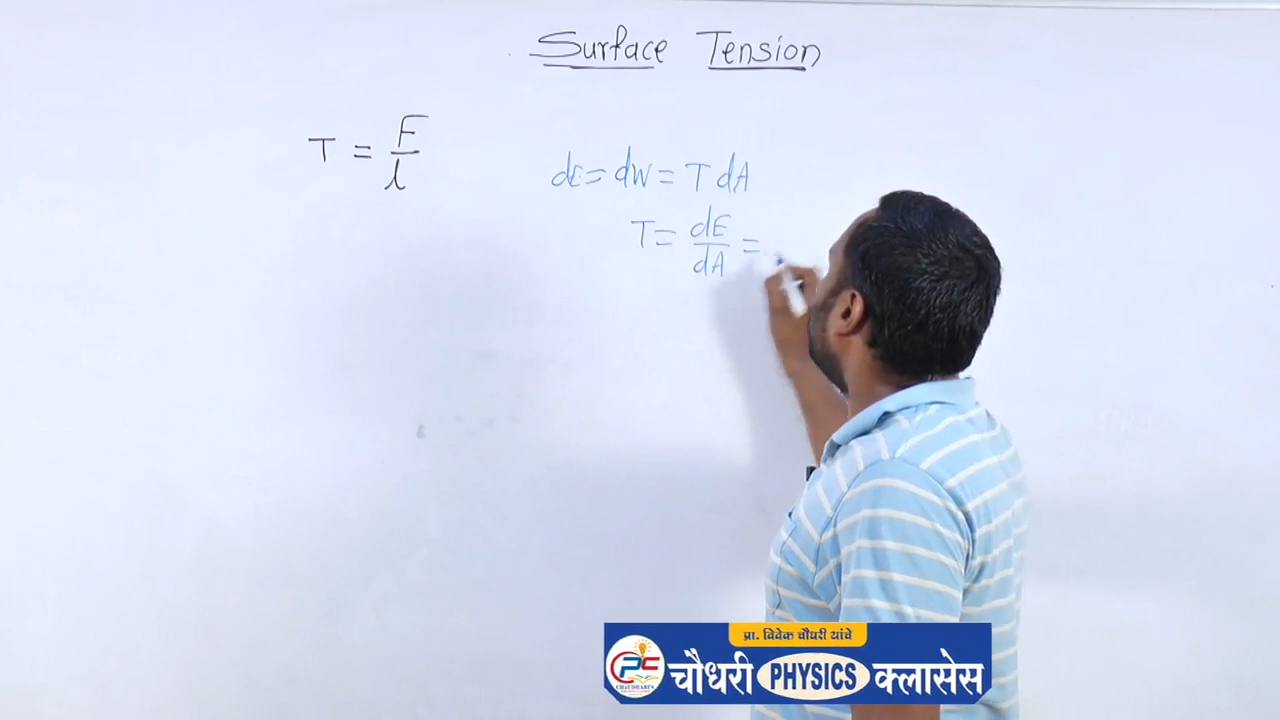 Surface Tension
T = F/l
dE = dW = T dA
T = dE/dA =
प्रा. विवेक चौधरी यांचे
चौधरी PHYSICS क्लासेस